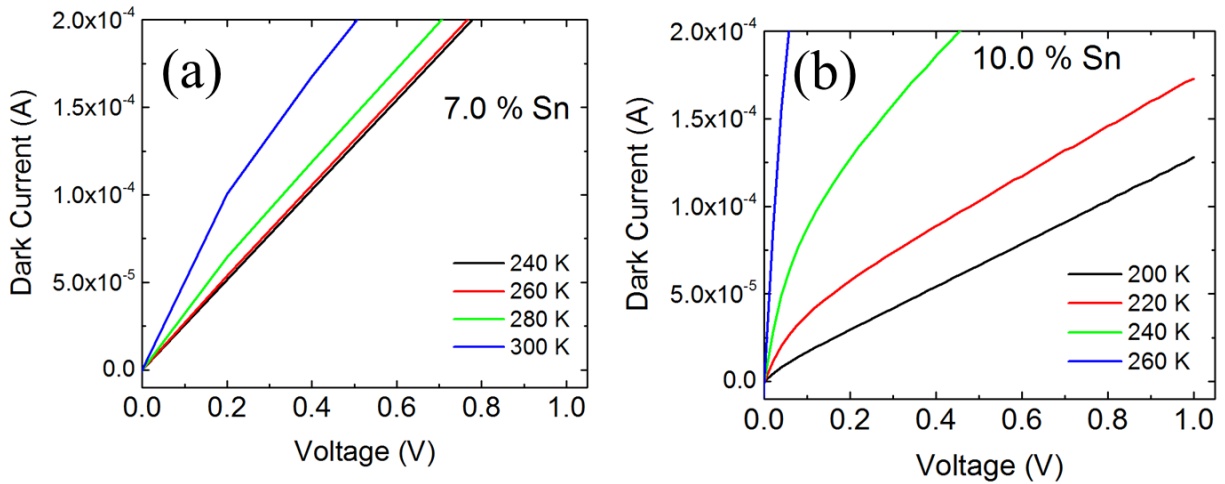 (a)
7.0 % Sn
Dark Current (A)
2.0x10-4
1.5x10-4
1.0x10-4
5.0x10-5
0.0
240 K
260 K
280 K
300 K
0.0 0.2 0.4 0.6 0.8 1.0
Voltage (V)
(b)
10.0 % Sn
Dark Current (A)
2.0x10-4
1.5x10-4
1.0x10-4
5.0x10-5
0.0
200 K
220 K
240 K
260 K
0.0 0.2 0.4 0.6 0.8 1.0
Voltage (V)